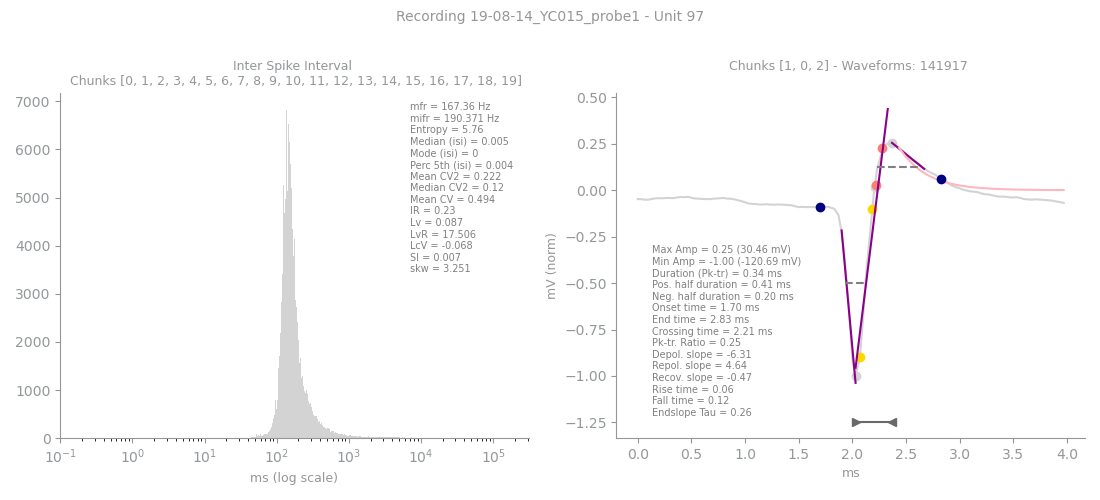 Recording 19-08-14_YC015_probe1 - Unit 97
Inter Spike Interval
Chunks [0, 1, 2, 3, 4, 5, 6, 7, 8, 9, 10, 11, 12, 13, 14, 15, 16, 17, 18, 19]
7000
6000
5000
4000
3000
2000
1000
0
mfr = 167.36 Hz
mifr = 190.371 Hz
Entropy = 5.76
Median (isi) = 0.005
Mode (isi) = 0
Perc 5th (isi) = 0.004
Mean CV2 = 0.222
Median CV2 = 0.12
Mean CV = 0.494
IR = 0.23
Lv = 0.087
LvR = 17.506
LcV = -0.068
SI = 0.007
skw = 3.251
10⁻¹ 10⁰ 10¹ 10² 10³ 10⁴ 10⁵
ms (log scale)
Chunks [1, 0, 2] - Waveforms: 141917
mV (norm)
0.50
0.25
0.00
−0.25
−0.50
−0.75
−1.00
−1.25
Max Amp = 0.25 (30.46 mV)
Min Amp = -1.00 (-120.69 mV)
Duration (Pk-tr) = 0.34 ms
Pos. half duration = 0.41 ms
Neg. half duration = 0.20 ms
Onset time = 1.70 ms
End time = 2.83 ms
Crossing time = 2.21 ms
Pk-tr. Ratio = 0.25
Depol. slope = -6.31
Repol. slope = 4.64
Recov. slope = -0.47
Rise time = 0.06
Fall time = 0.12
Endslope Tau = 0.26
0.0 0.5 1.0 1.5 2.0 2.5 3.0 3.5 4.0
ms